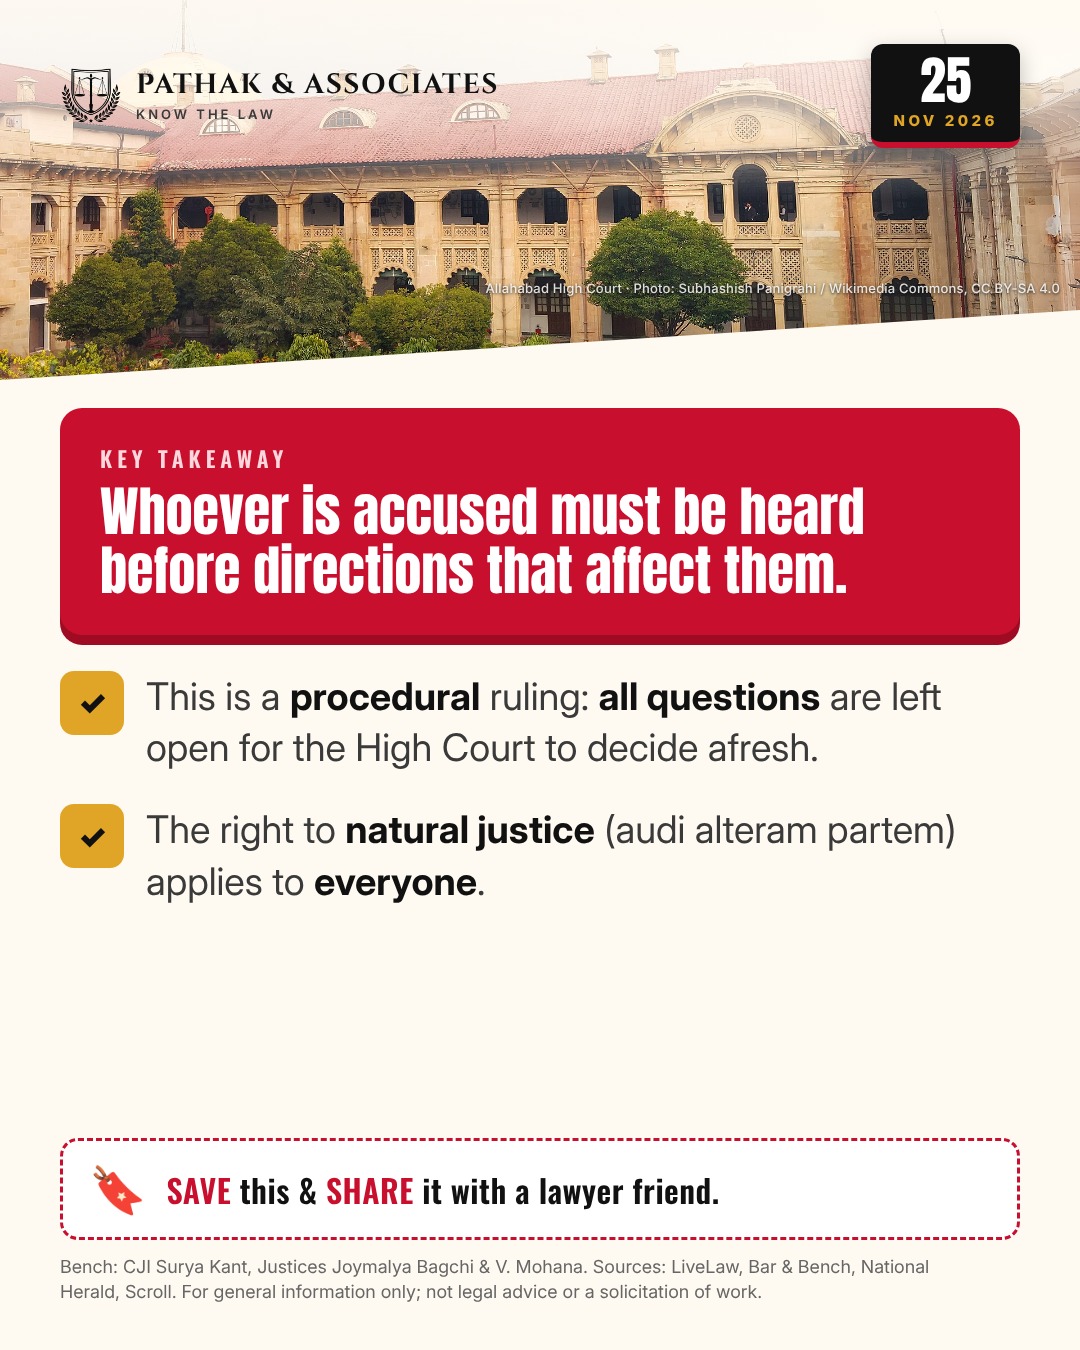 PATHAK & ASSOCIATES
KNOW THE LAW
25
NOV 2026
Allahabad High Court · Photo: Subhashish Panigrahi / Wikimedia Commons, CC BY-SA 4.0
KEY TAKEAWAY
Whoever is accused must be heard
before directions that affect them.
This is a procedural ruling: all questions are left
open for the High Court to decide afresh.
The right to natural justice (audi alteram partem)
applies to everyone.
SAVE this & SHARE it with a lawyer friend.
Bench: CJI Surya Kant, Justices Joymalya Bagchi & V. Mohana. Sources: LiveLaw, Bar & Bench, National
Herald, Scroll. For general information only; not legal advice or a solicitation of work.